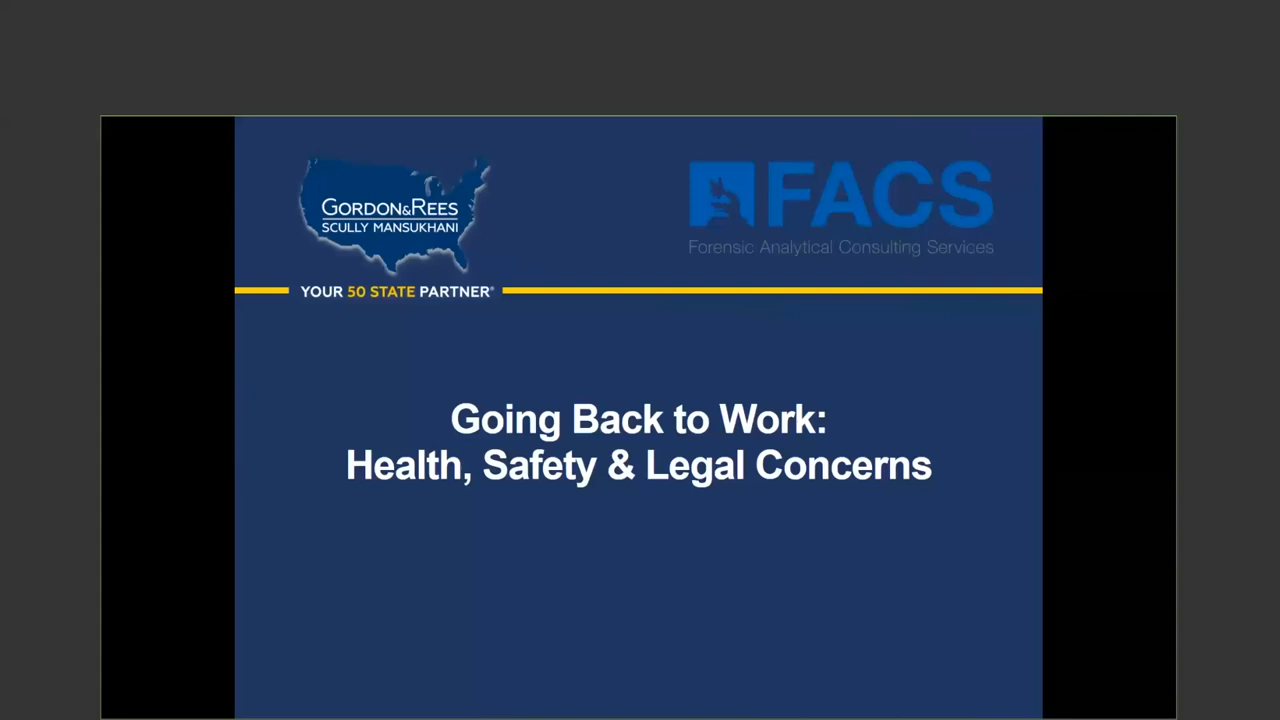 GORDON&REES
SCULLY MANSUKHANI
YOUR 50 STATE PARTNER®
FACS
Forensic Analytical Consulting Services
Going Back to Work:
Health, Safety & Legal Concerns